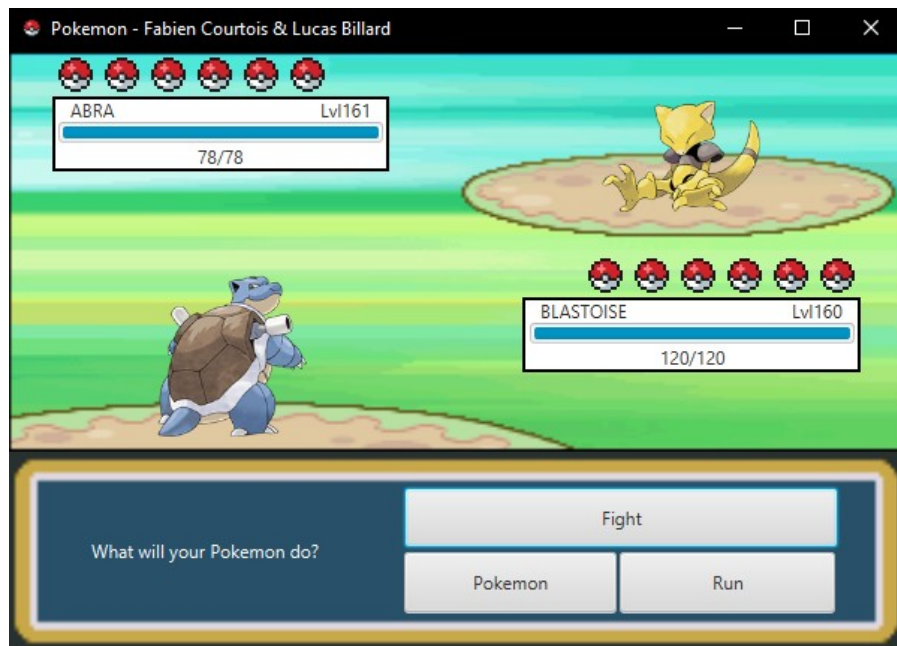 Pokemon - Fabien Courtois & Lucas Billard
ABRA Lvl161
78/78
BLASTOISE Lvl160
120/120
What will your Pokemon do?
Fight
Pokemon Run